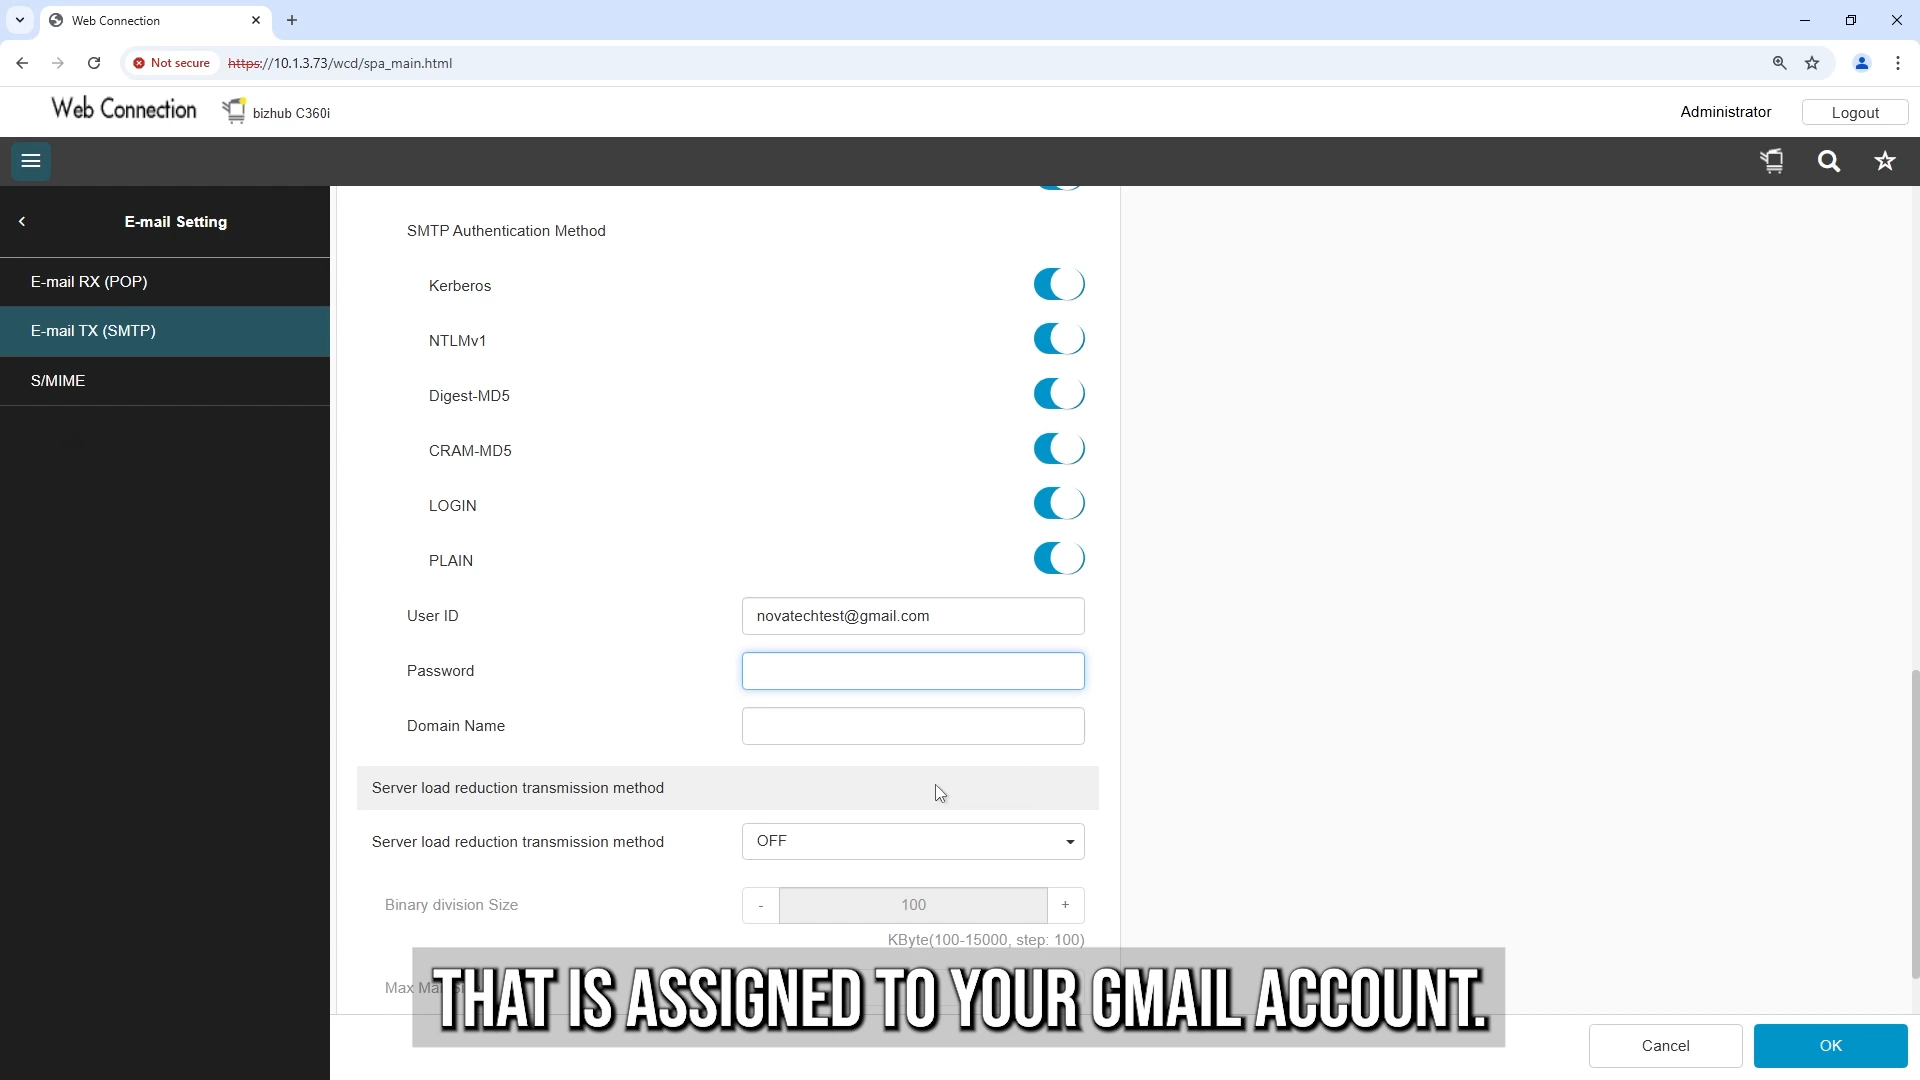 Web Connection
Not secure
https://10.1.3.73/wcd/spa_main.html
Web Connection
bizhub C360i
Administrator
Logout
E-mail Setting
E-mail RX (POP)
E-mail TX (SMTP)
S/MIME
SMTP Authentication Method
Kerberos
NTLMv1
Digest-MD5
CRAM-MD5
LOGIN
PLAIN
User ID
novatechtest@gmail.com
Password
Domain Name
Server load reduction transmission method
Server load reduction transmission method
OFF
Binary division Size
-
100
+
KByte(100-15000, step: 100)
Max
THAT IS ASSIGNED TO YOUR GMAIL ACCOUNT.
Cancel
OK